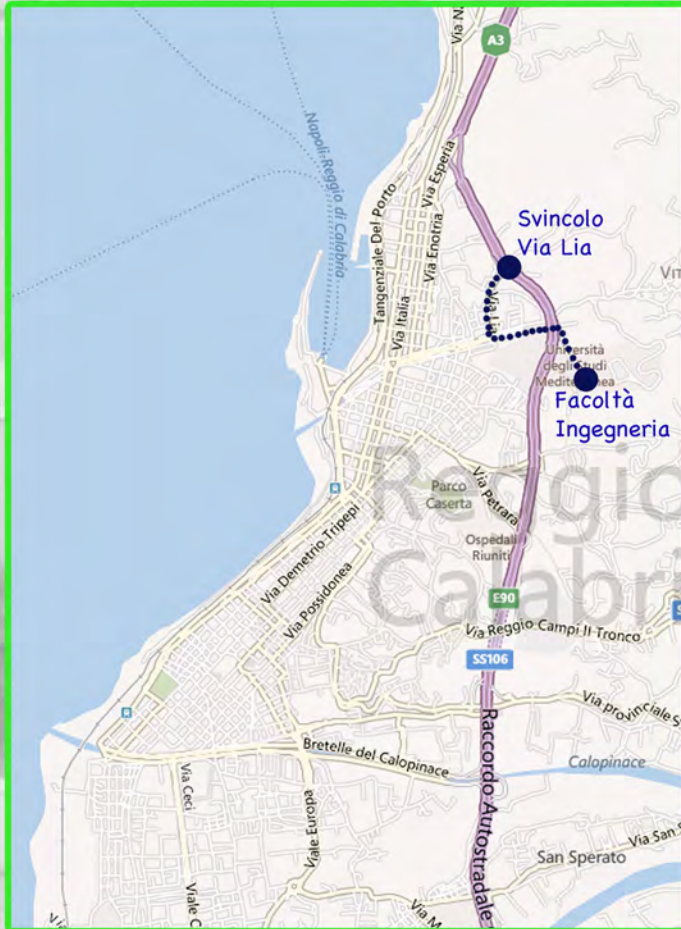 Via N.
A3
Napoli-Reggio di Calabria
Via Esperia
Tangenziale Del Porto
Via Enotria
Via Italia
Svincolo
Via Lia
Via Lia
Università
degli Studi
Mediterranea
Facoltà
Ingegneria
Reggio
Calabri
Parco
Caserta
Via Petrara
Ospedali
Riuniti
Via Demetrio Tripepi
Via Possidonea
E90
Via Reggio Campi II Tronco
SS106
Via provinciale S
Raccordo Autostradale
Bretelle del Calopinace
Calopinace
Via Ceci
Viale Europa
Via San S
San Sperato
Viale C
Via M